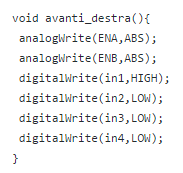 void avanti_destra(){
 analogWrite(ENA,ABS);
 analogWrite(ENB,ABS);
 digitalWrite(in1,HIGH);
 digitalWrite(in2,LOW);
 digitalWrite(in3,LOW);
 digitalWrite(in4,LOW);
}